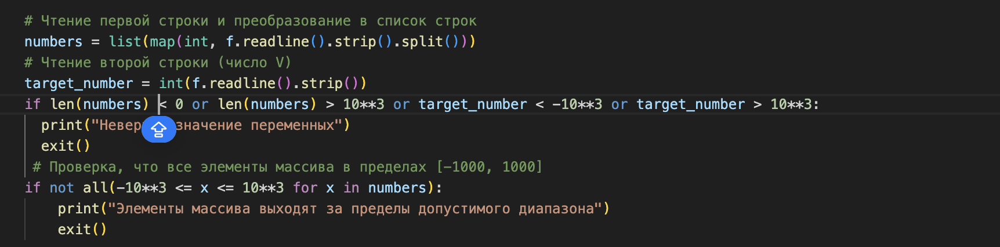 # Чтение первой строки и преобразование в список строк
numbers = list(map(int, f.readline().strip().split()))
# Чтение второй строки (число V)
target_number = int(f.readline().strip())
if len(numbers) < 0 or len(numbers) > 10**3 or target_number < -10**3 or target_number > 10**3:
print("Невер значение переменных")
exit()
# Проверка, что все элементы массива в пределах [-1000, 1000]
if not all(-10**3 <= x <= 10**3 for x in numbers):
print("Элементы массива выходят за пределы допустимого диапазона")
exit()